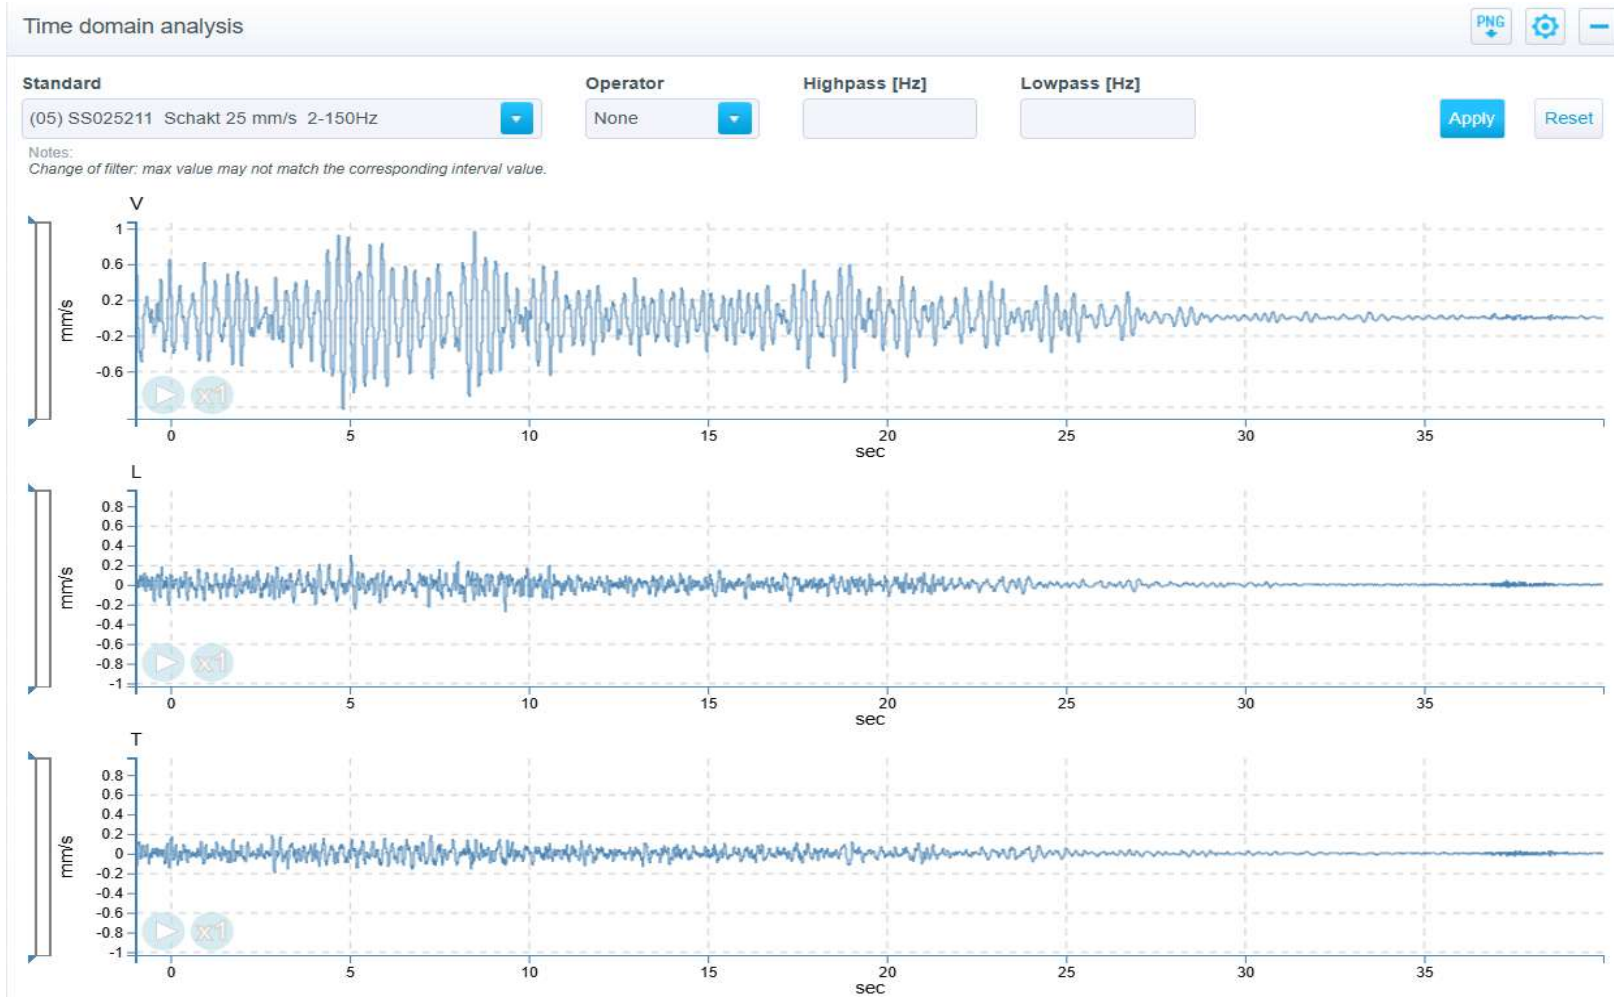 Time domain analysis
PNG
Standard Operator Highpass [Hz] Lowpass [Hz]
(05) SS025211 Schakt 25 mm/s 2-150Hz None Apply Reset
Notes:
Change of filter: max value may not match the corresponding interval value.
V
1
0.6
0.2
-0.2
-0.6
mm/s
x1
0 5 10 15 20 25 30 35
sec
L
0.8
0.6
0.4
0.2
0
-0.2
-0.4
-0.6
-0.8
-1
mm/s
x1
0 5 10 15 20 25 30 35
sec
T
0.8
0.6
0.4
0.2
0
-0.2
-0.4
-0.6
-0.8
-1
mm/s
x1
0 5 10 15 20 25 30 35
sec